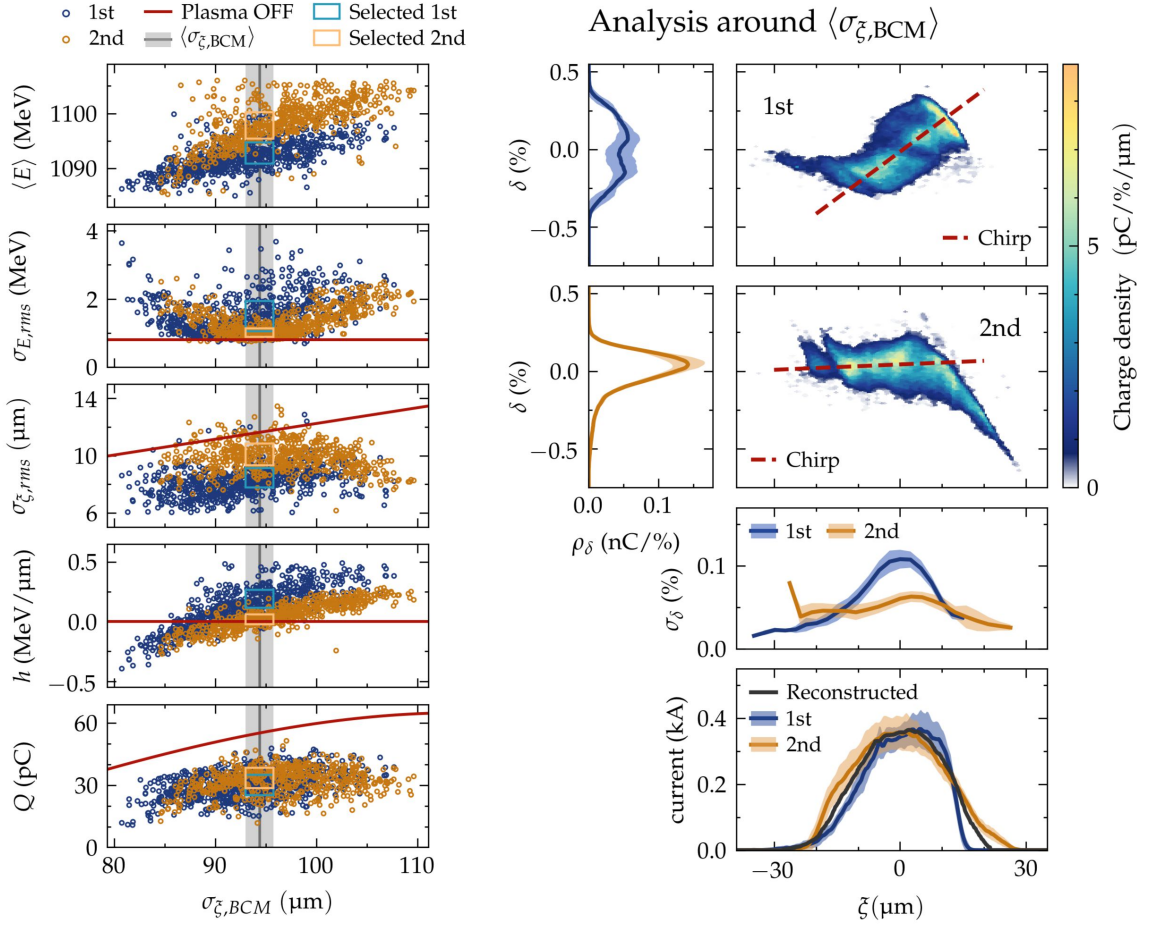 1st
2nd
Plasma OFF
⟨σξ,BCM⟩
Selected 1st
Selected 2nd
Analysis around ⟨σξ,BCM⟩
⟨E⟩ (MeV)
1100
1090
σE,rms (MeV)
4
2
0
σξ,rms (μm)
14
10
6
h (MeV/μm)
0.5
0.0
−0.5
Q (pC)
60
30
0
80
90
100
110
σξ,BCM (μm)
δ (%)
0.5
0.0
−0.5
1st
Chirp
δ (%)
0.5
0.0
−0.5
2nd
Chirp
0.0
0.1
ρδ (nC/%)
Charge density (pC/%/μm)
5
0
1st
2nd
σδ (%)
0.1
0.0
Reconstructed
1st
2nd
current (kA)
0.4
0.2
0.0
−30
0
30
ξ(μm)